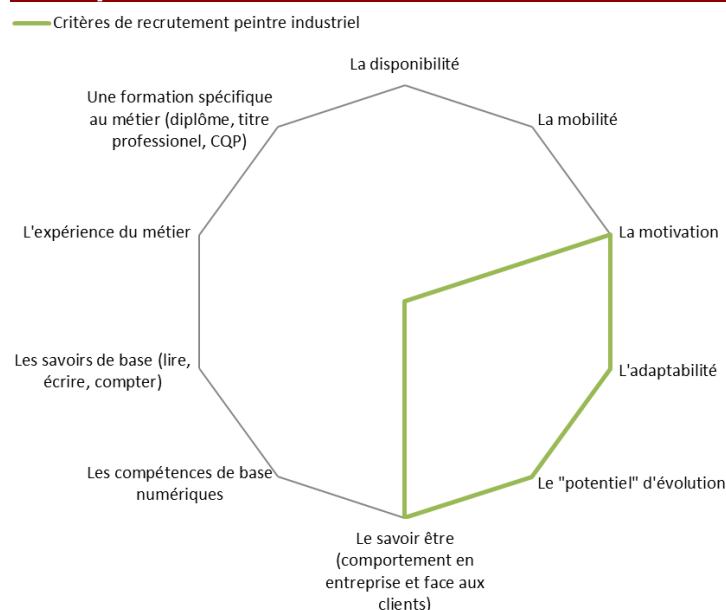 Critères de recrutement peintre industriel
La disponibilité
Une formation spécifique
au métier (diplôme, titre
professionel, CQP)
La mobilité
L'expérience du métier
La motivation
Les savoirs de base (lire,
écrire, compter)
L'adaptabilité
Les compétences de base
numériques
Le "potentiel" d'évolution
Le savoir être
(comportement en
entreprise et face aux
clients)